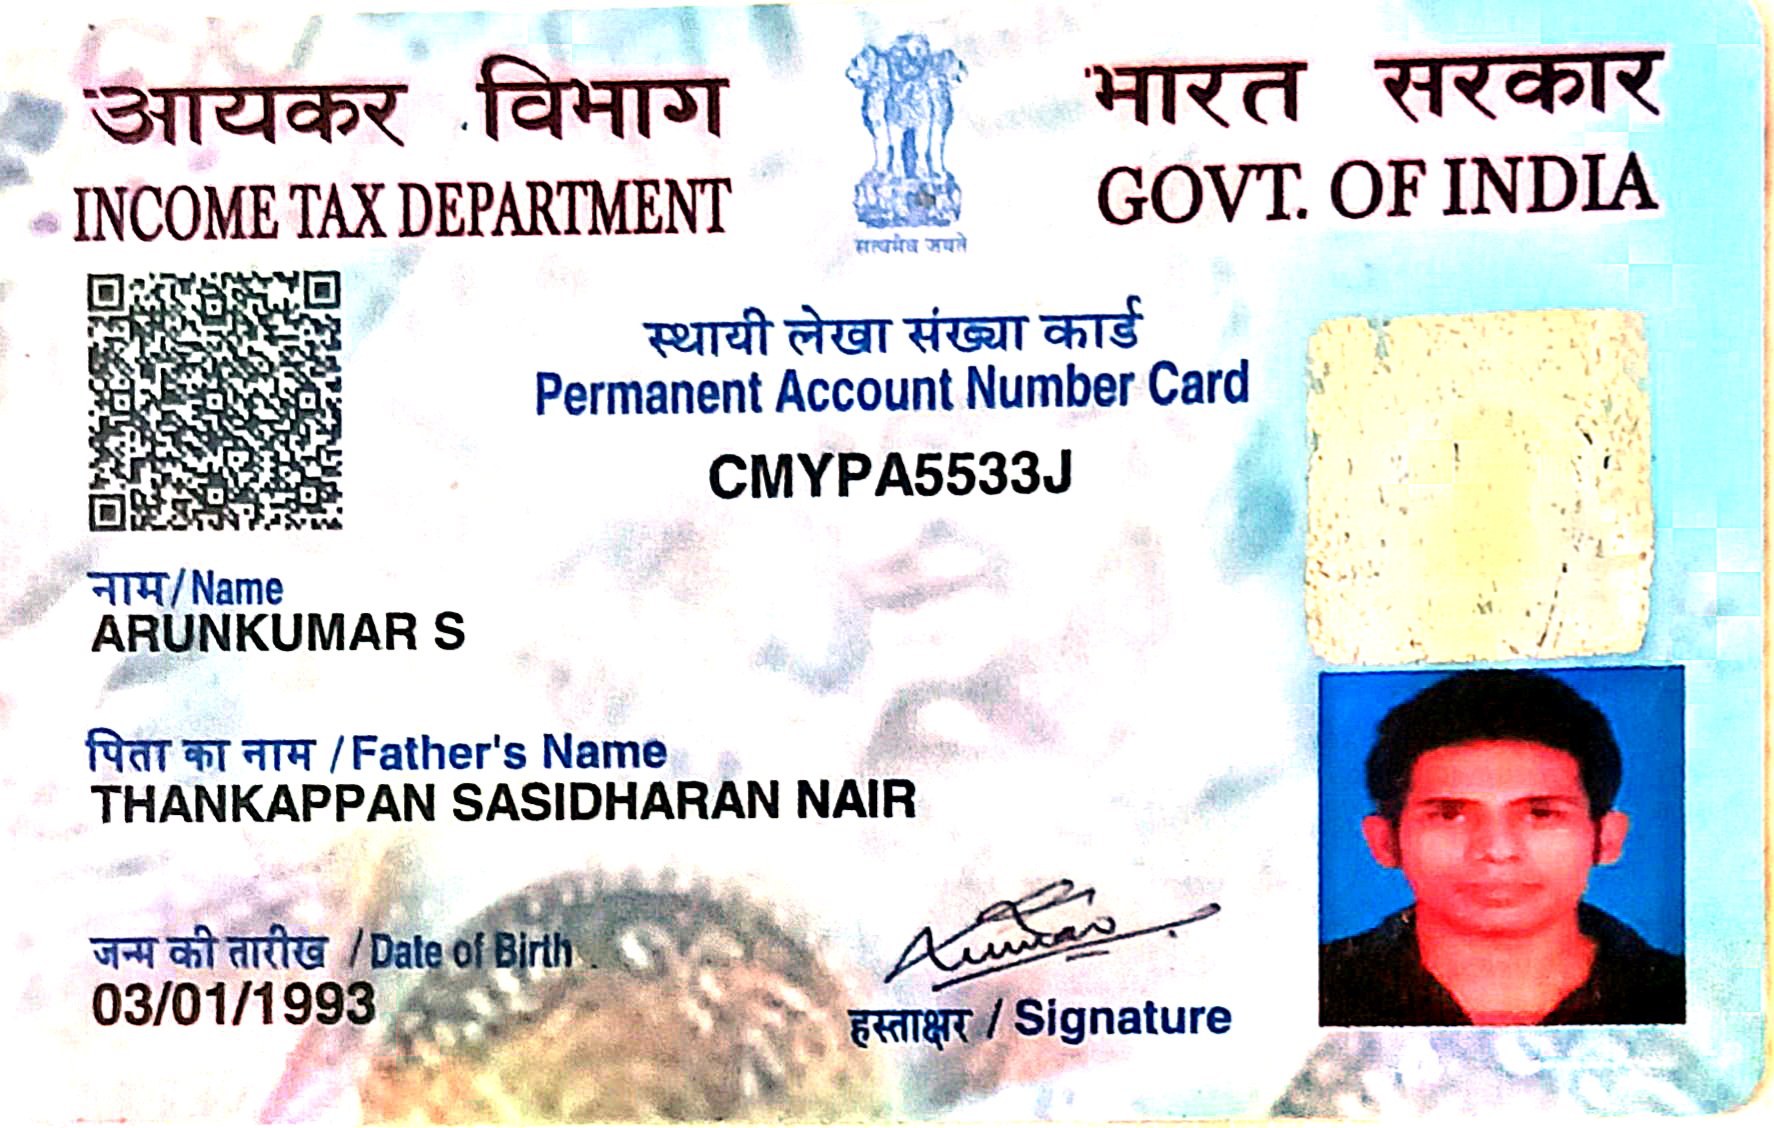 आयकर विभाग
INCOME TAX DEPARTMENT
सत्यमेव जयते
भारत सरकार
GOVT. OF INDIA
स्थायी लेखा संख्या कार्ड
Permanent Account Number Card
CMYPA5533J
नाम/Name
ARUNKUMAR S
पिता का नाम /Father's Name
THANKAPPAN SASIDHARAN NAIR
जन्म की तारीख /Date of Birth
03/01/1993
हस्ताक्षर / Signature